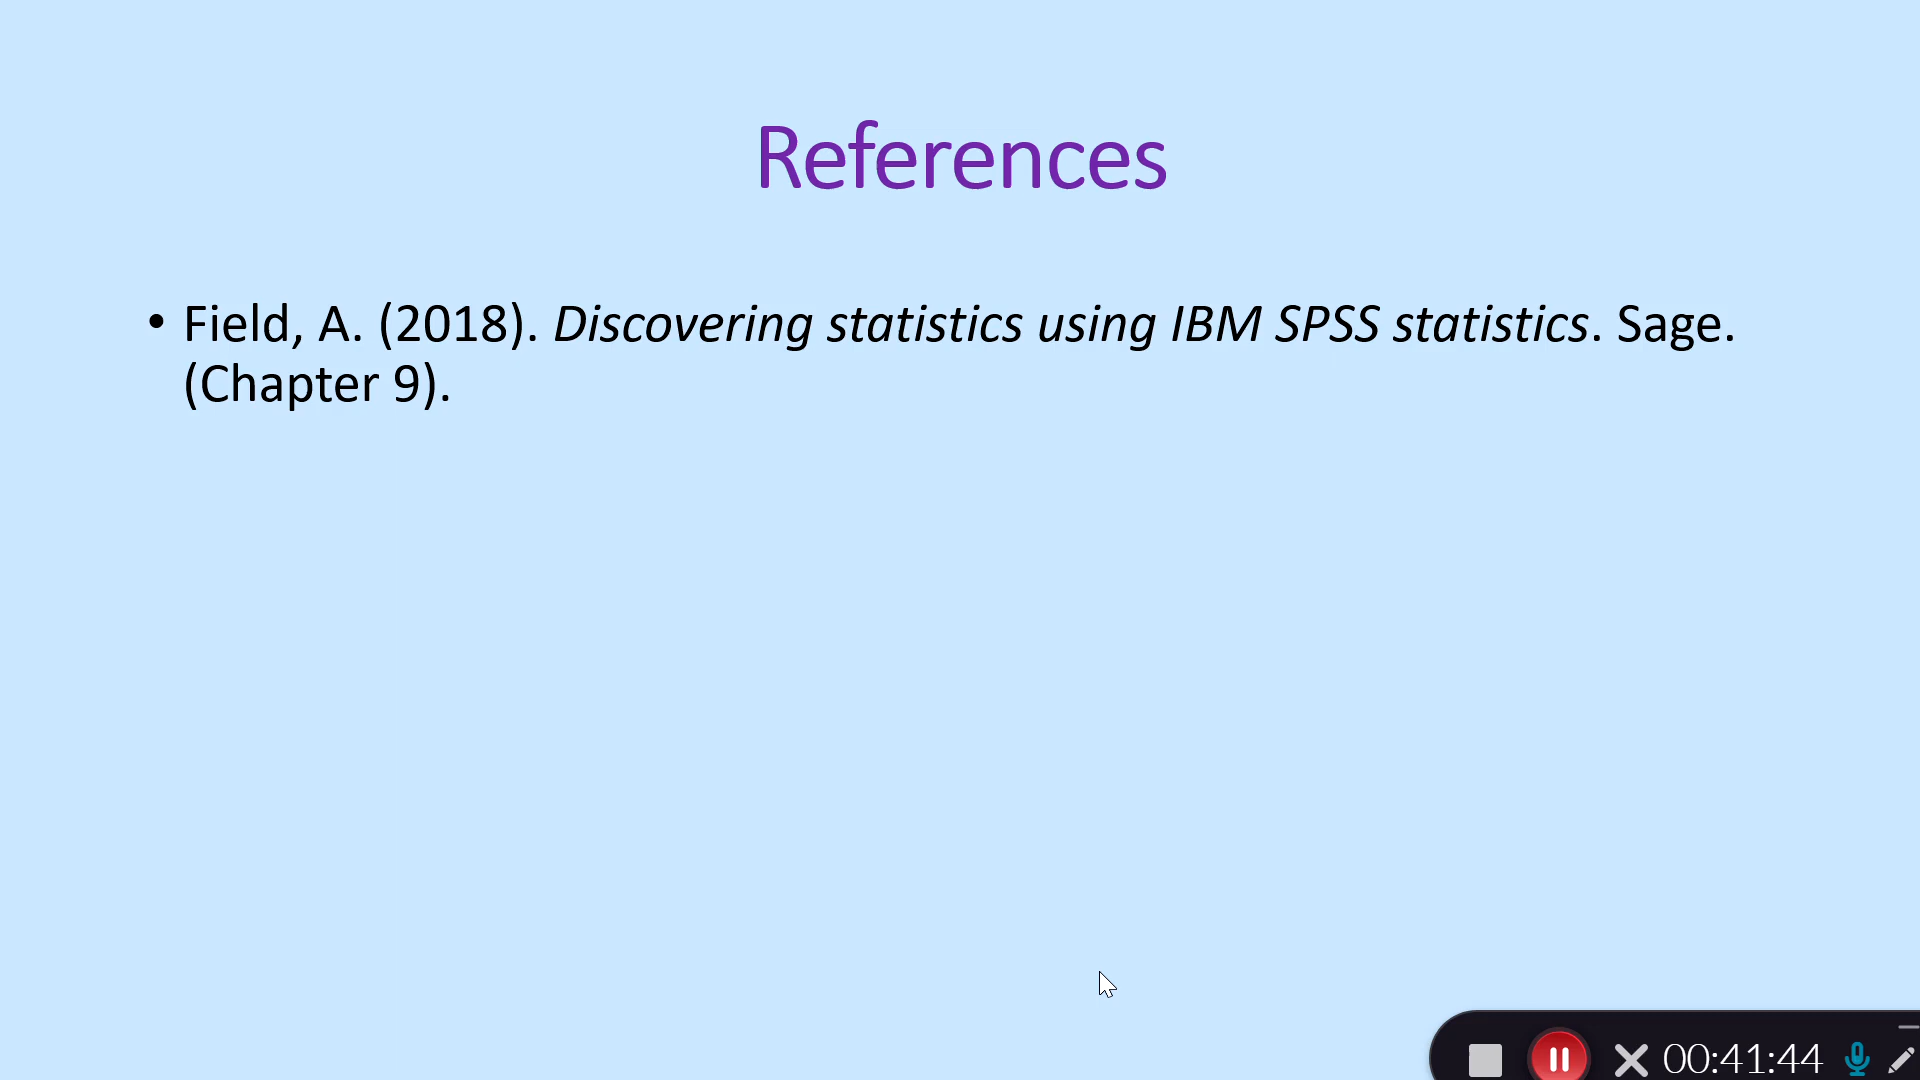 References
• Field, A. (2018). Discovering statistics using IBM SPSS statistics. Sage.
(Chapter 9).
00:41:44